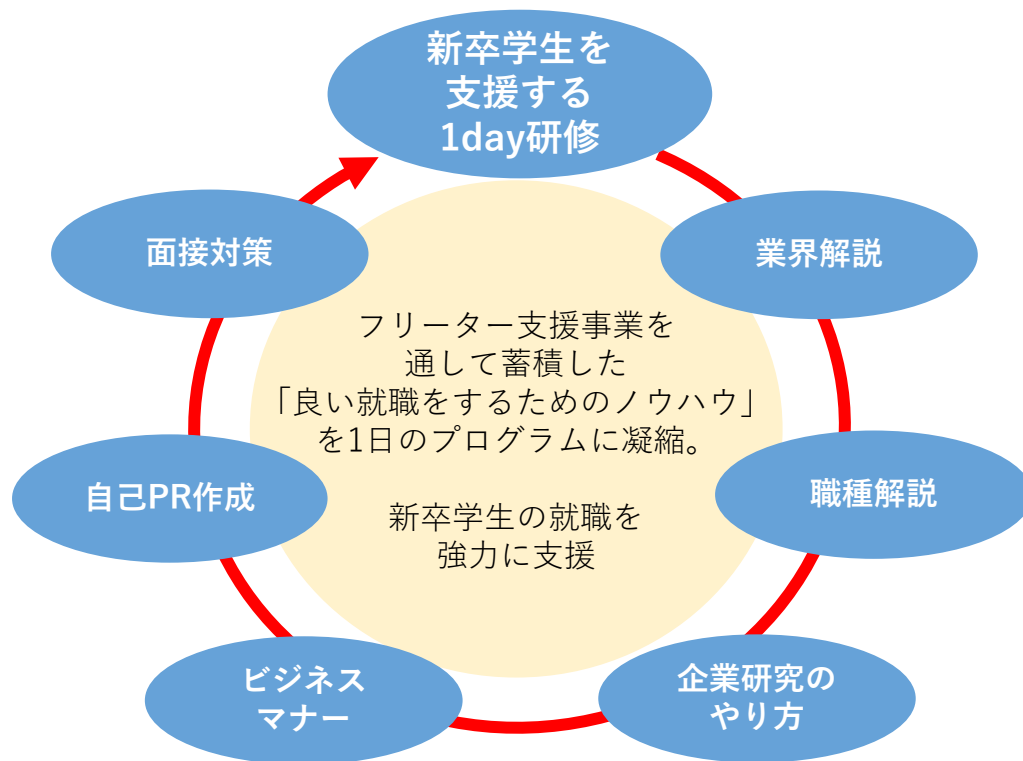 新卒学生を
支援する
1day研修
業界解説
職種解説
企業研究の
やり方
ビジネス
マナー
自己PR作成
面接対策
フリーター支援事業を
通して蓄積した
「良い就職をするためのノウハウ」
を1日のプログラムに凝縮。
新卒学生の就職を
強力に支援